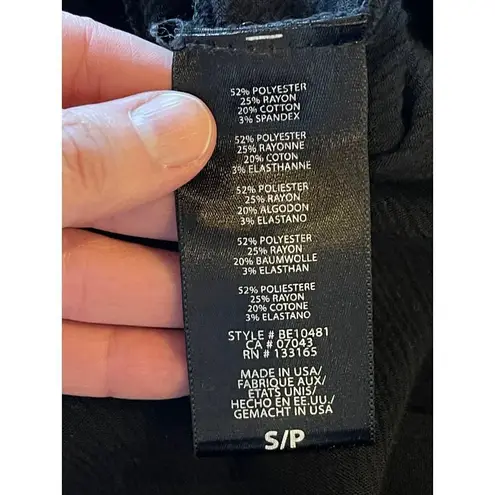 52% POLYESTER
25% RAYON
20% COTTON
3% SPANDEX
52% POLYESTER
25% RAYONNE
20% COTON
3% ELASTHANNE
52% POLIESTER
25% RAYON
20% ALGODON
3% ELASTANO
52% POLYESTER
25% RAYON
20% BAUMWOLLE
3% ELASTHAN
52% POLIESTERE
25% RAYON
20% COTONE
3% ELASTANO
STYLE # BE10481
CA # 07043
RN # 133165
MADE IN USA/
FABRIQUE AUX/
ETATS UNIS/
HECHO EN EE.UU./
GEMACHT IN USA
S/P